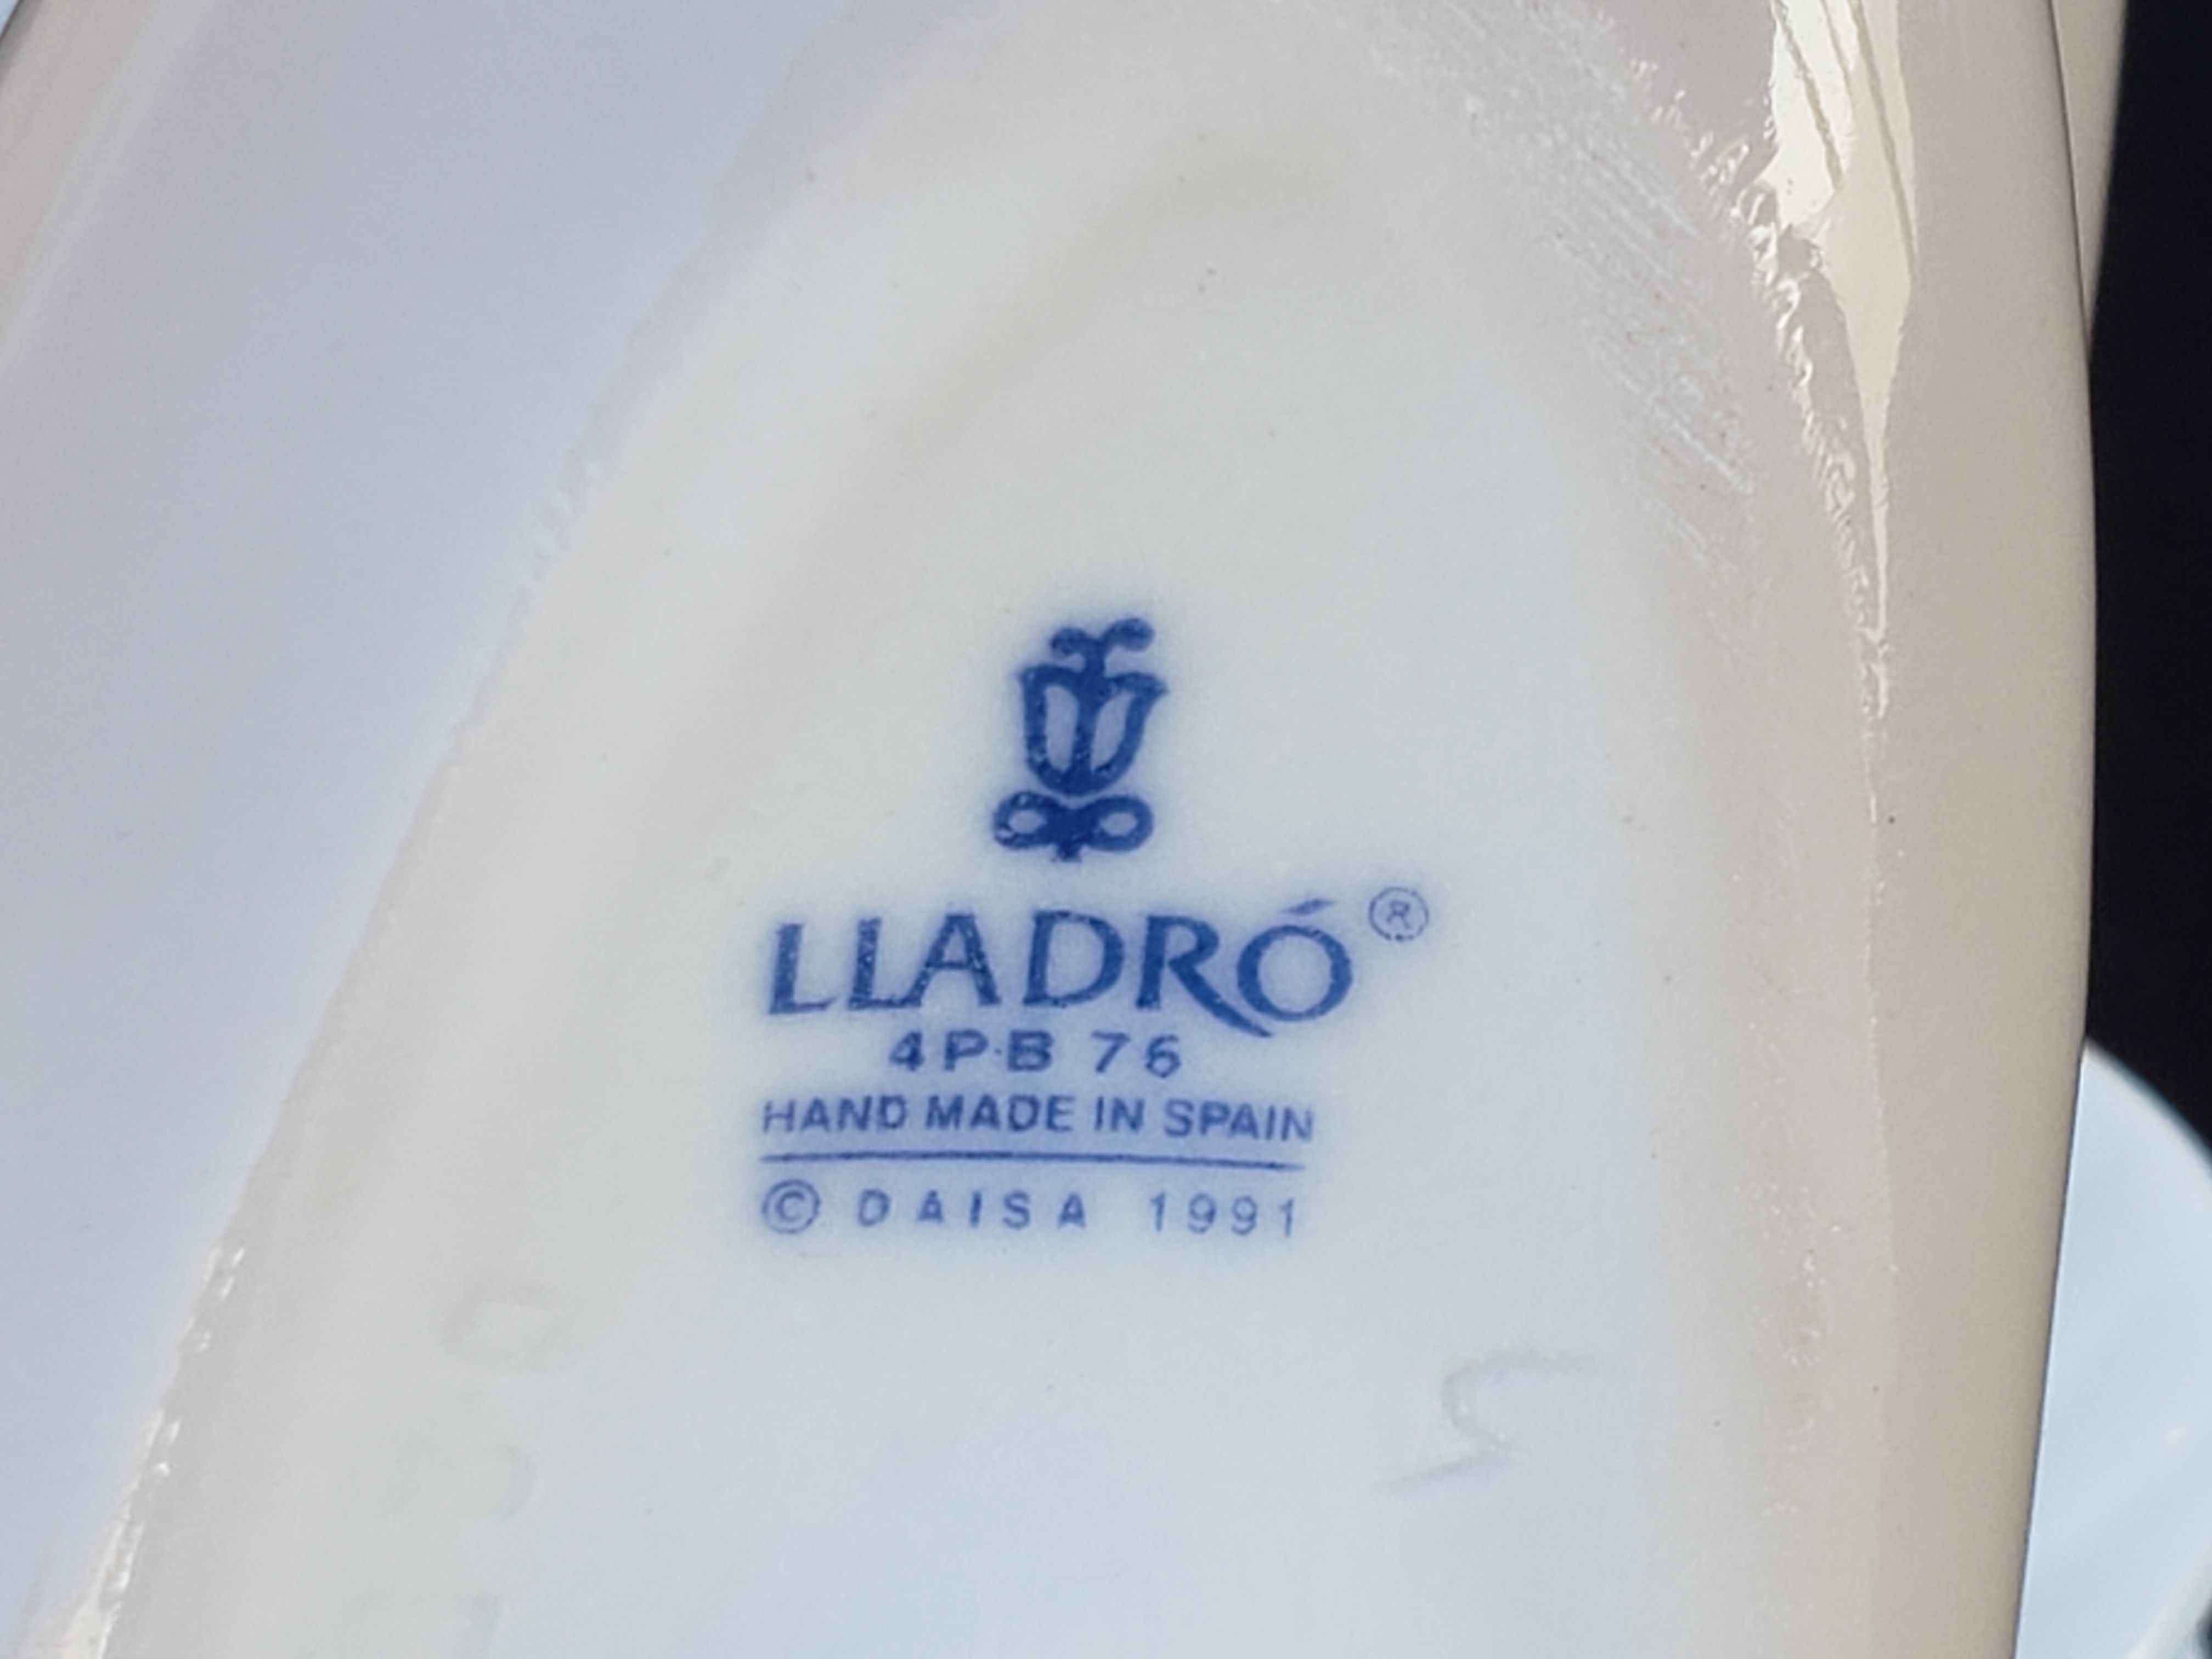 LLADRÓ®
4P·B 76
HAND MADE IN SPAIN
© DAISA 1991